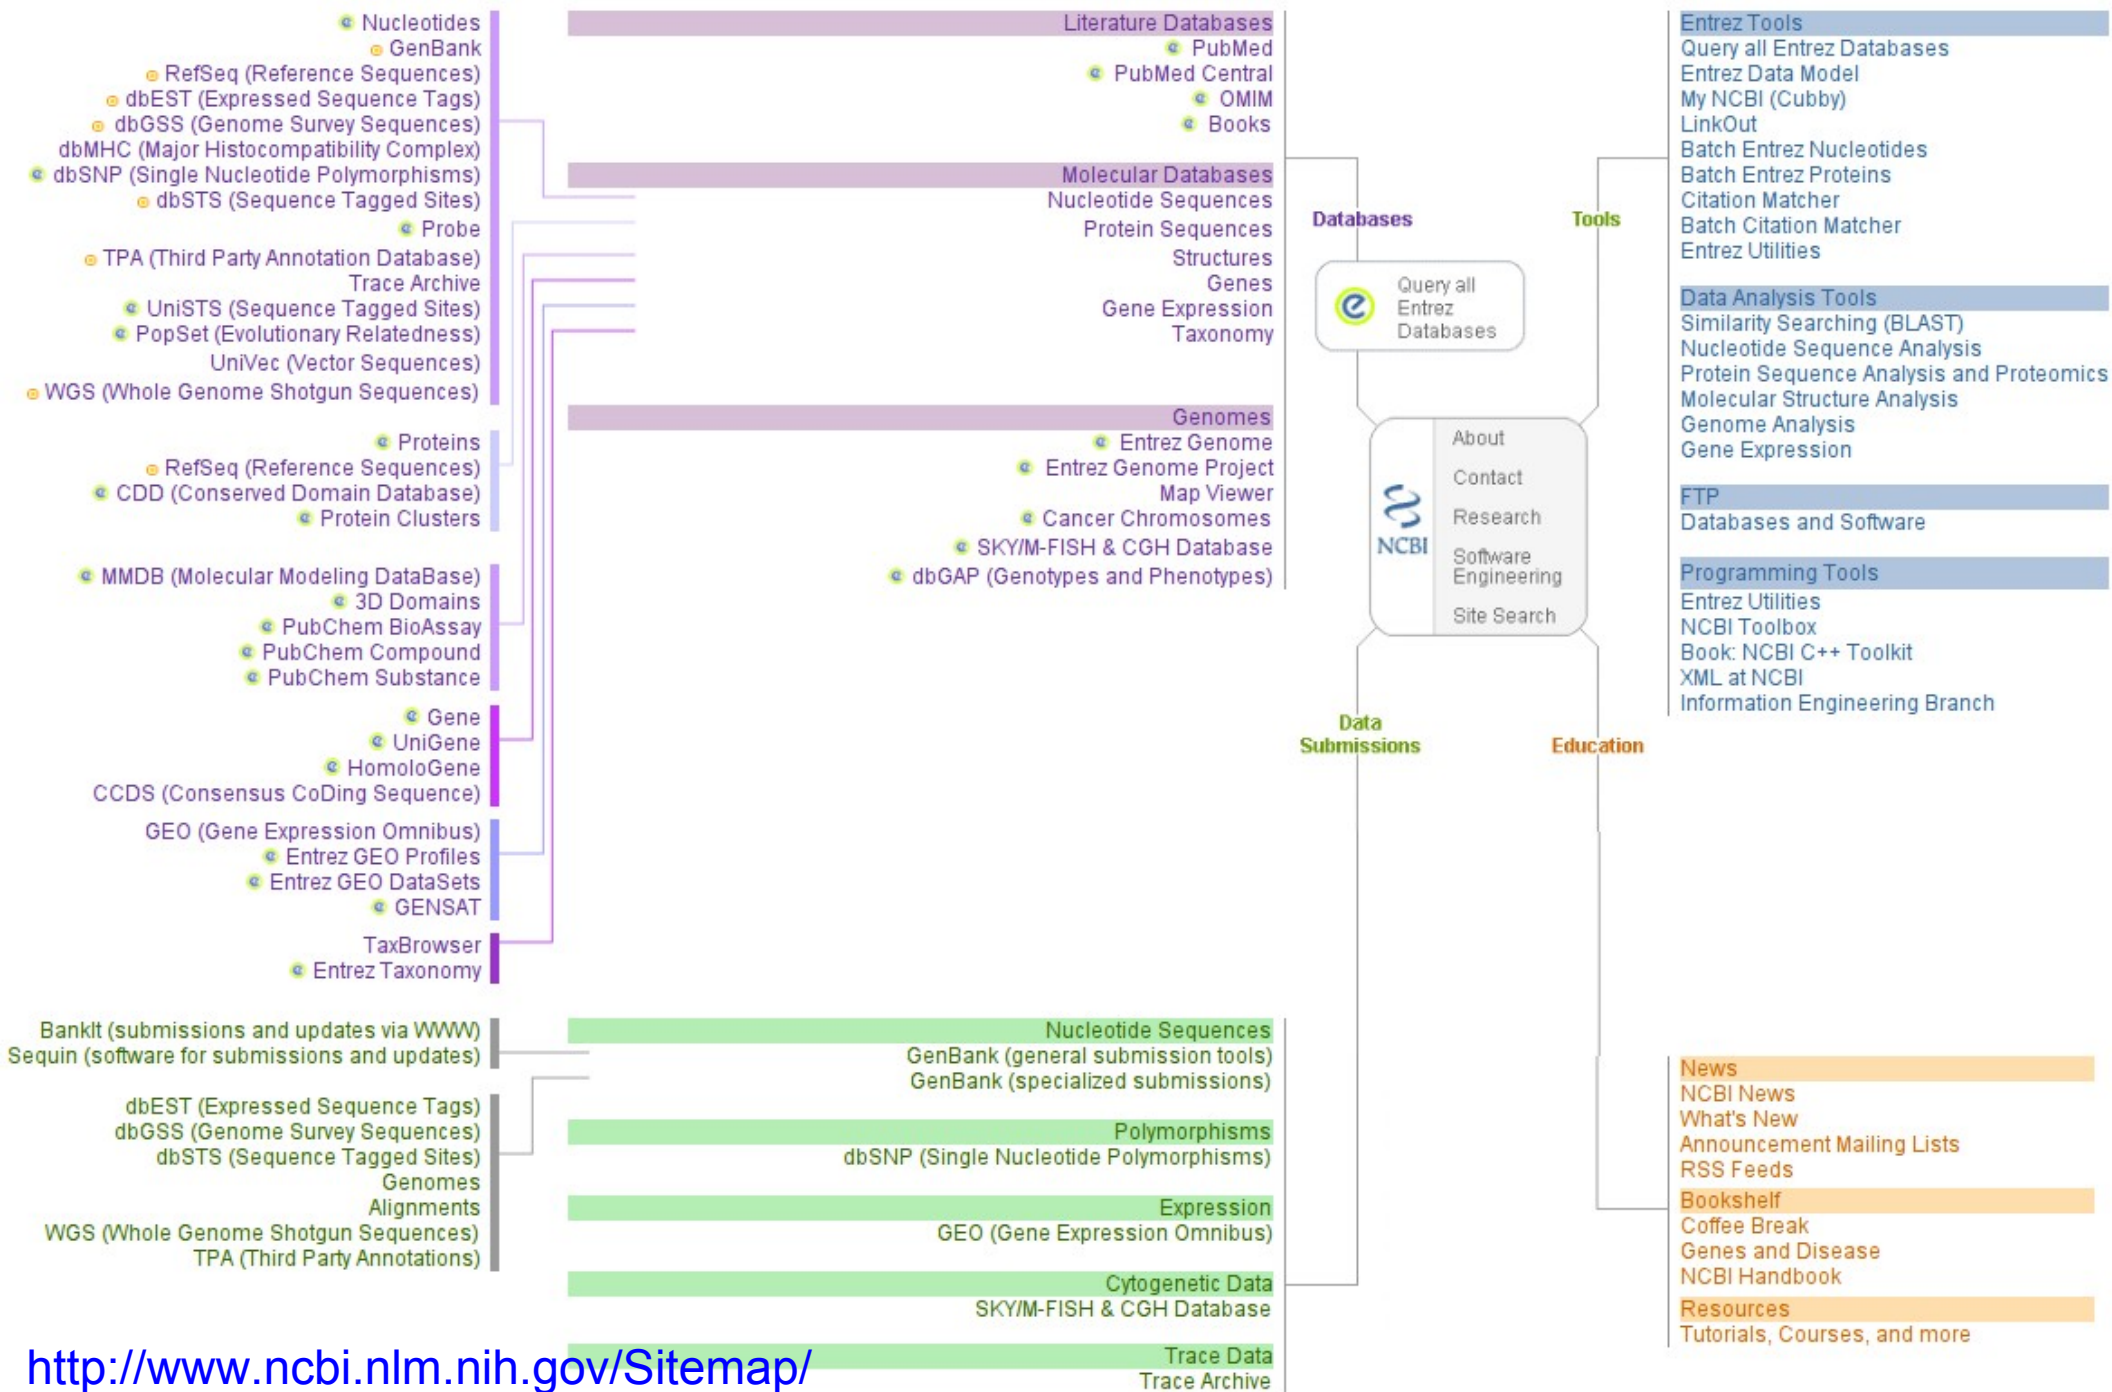 Nucleotides
GenBank
RefSeq (Reference Sequences)
dbEST (Expressed Sequence Tags)
dbGSS (Genome Survey Sequences)
dbMHC (Major Histocompatibility Complex)
dbSNP (Single Nucleotide Polymorphisms)
dbSTS (Sequence Tagged Sites)
Probe
TPA (Third Party Annotation Database)
Trace Archive
UniSTS (Sequence Tagged Sites)
PopSet (Evolutionary Relatedness)
UniVec (Vector Sequences)
WGS (Whole Genome Shotgun Sequences)
Proteins
RefSeq (Reference Sequences)
CDD (Conserved Domain Database)
Protein Clusters
MMDB (Molecular Modeling DataBase)
3D Domains
PubChem BioAssay
PubChem Compound
PubChem Substance
Gene
UniGene
HomoloGene
CCDS (Consensus CoDing Sequence)
GEO (Gene Expression Omnibus)
Entrez GEO Profiles
Entrez GEO DataSets
GENSAT
TaxBrowser
Entrez Taxonomy
BankIt (submissions and updates via WWW)
Sequin (software for submissions and updates)
dbEST (Expressed Sequence Tags)
dbGSS (Genome Survey Sequences)
dbSTS (Sequence Tagged Sites)
Genomes
Alignments
WGS (Whole Genome Shotgun Sequences)
TPA (Third Party Annotations)
http://www.ncbi.nlm.nih.gov/Sitemap/
Literature Databases
PubMed
PubMed Central
OMIM
Books
Molecular Databases
Nucleotide Sequences
Protein Sequences
Structures
Genes
Gene Expression
Taxonomy
Genomes
Entrez Genome
Entrez Genome Project
Map Viewer
Cancer Chromosomes
SKY/M-FISH & CGH Database
dbGAP (Genotypes and Phenotypes)
Nucleotide Sequences
GenBank (general submission tools)
GenBank (specialized submissions)
Polymorphisms
dbSNP (Single Nucleotide Polymorphisms)
Expression
GEO (Gene Expression Omnibus)
Cytogenetic Data
SKY/M-FISH & CGH Database
Trace Data
Trace Archive
Databases
Tools
e
Query all
Entrez
Databases
NCBI
About
Contact
Research
Software
Engineering
Site Search
Data
Submissions
Education
Entrez Tools
Query all Entrez Databases
Entrez Data Model
My NCBI (Cubby)
LinkOut
Batch Entrez Nucleotides
Batch Entrez Proteins
Citation Matcher
Batch Citation Matcher
Entrez Utilities
Data Analysis Tools
Similarity Searching (BLAST)
Nucleotide Sequence Analysis
Protein Sequence Analysis and Proteomics
Molecular Structure Analysis
Genome Analysis
Gene Expression
FTP
Databases and Software
Programming Tools
Entrez Utilities
NCBI Toolbox
Book: NCBI C++ Toolkit
XML at NCBI
Information Engineering Branch
News
NCBI News
What's New
Announcement Mailing Lists
RSS Feeds
Bookshelf
Coffee Break
Genes and Disease
NCBI Handbook
Resources
Tutorials, Courses, and more